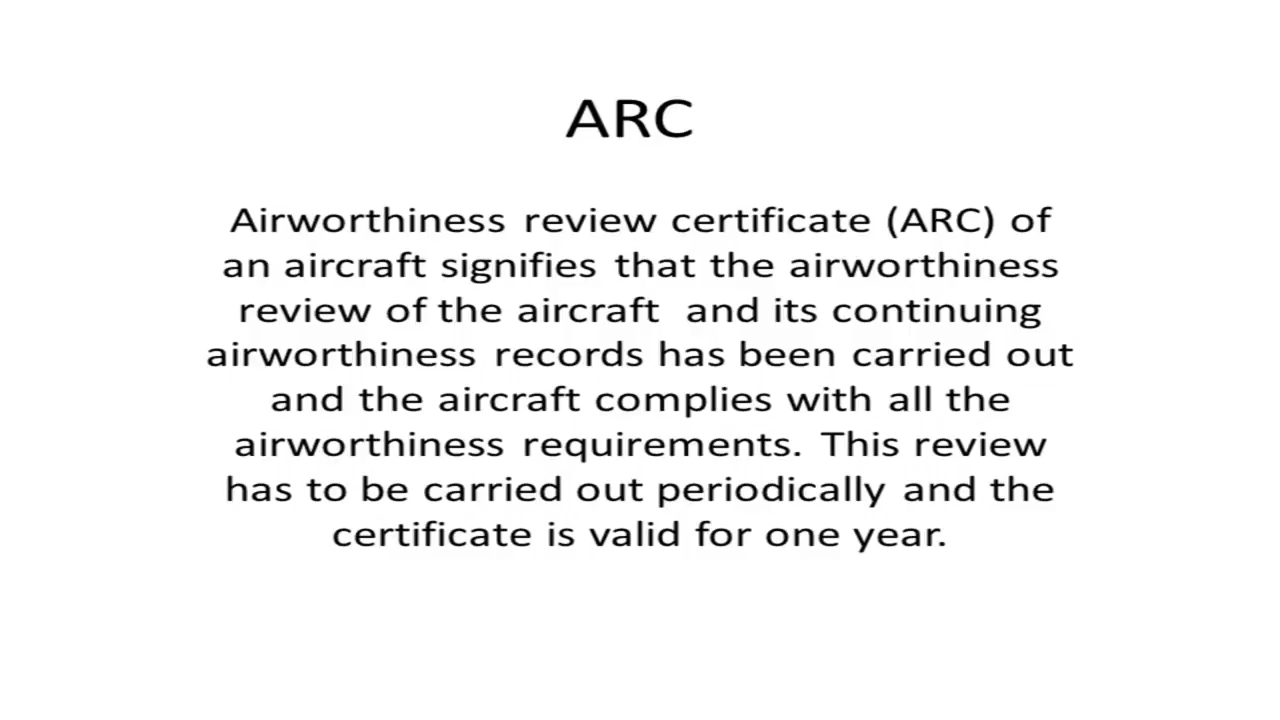 ARC
Airworthiness review certificate (ARC) of
an aircraft signifies that the airworthiness
review of the aircraft and its continuing
airworthiness records has been carried out
and the aircraft complies with all the
airworthiness requirements. This review
has to be carried out periodically and the
certificate is valid for one year.